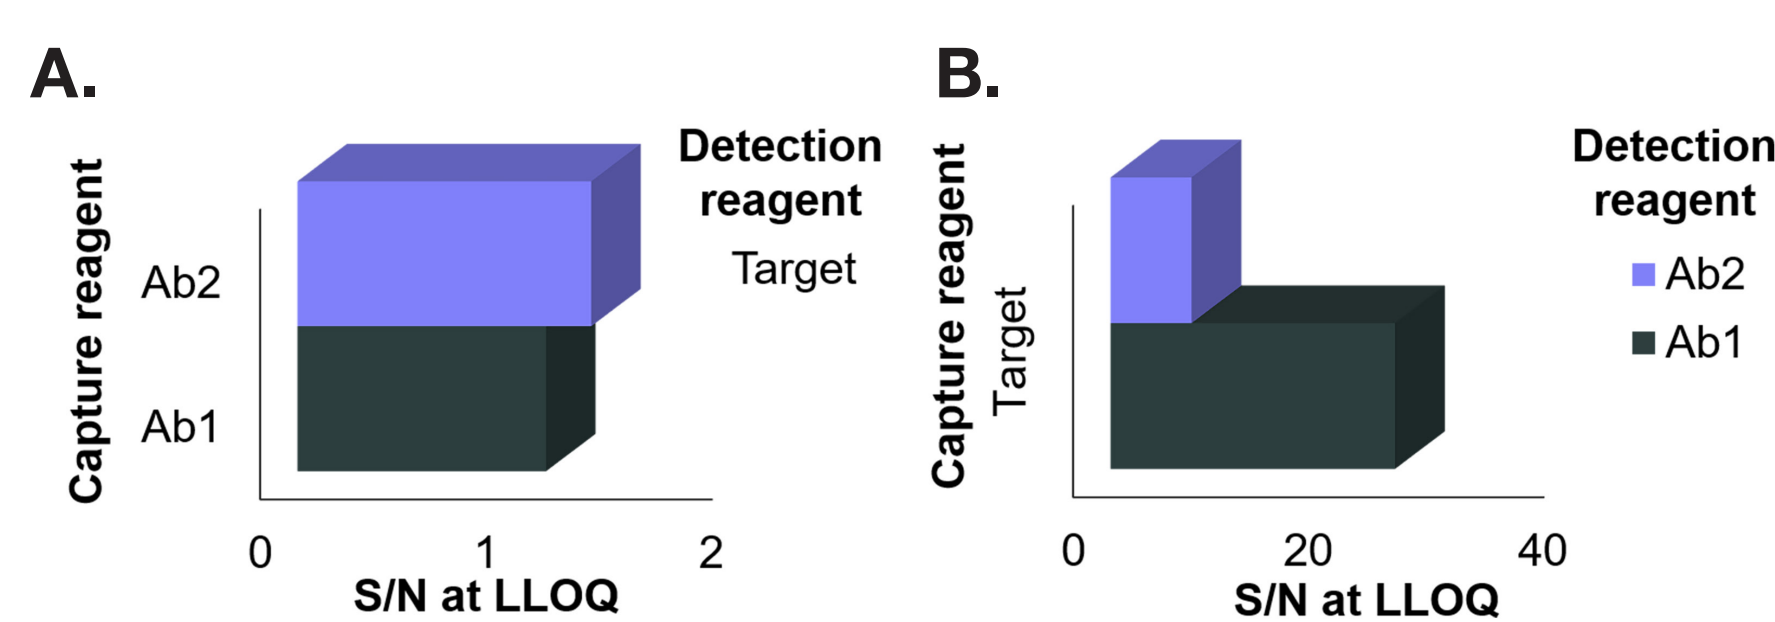 A.
Capture reagent
Ab2
Ab1
0 1 2
S/N at LLOQ
Detection
reagent
Target
B.
Capture reagent
Target
0 20 40
S/N at LLOQ
Detection
reagent
Ab2
Ab1